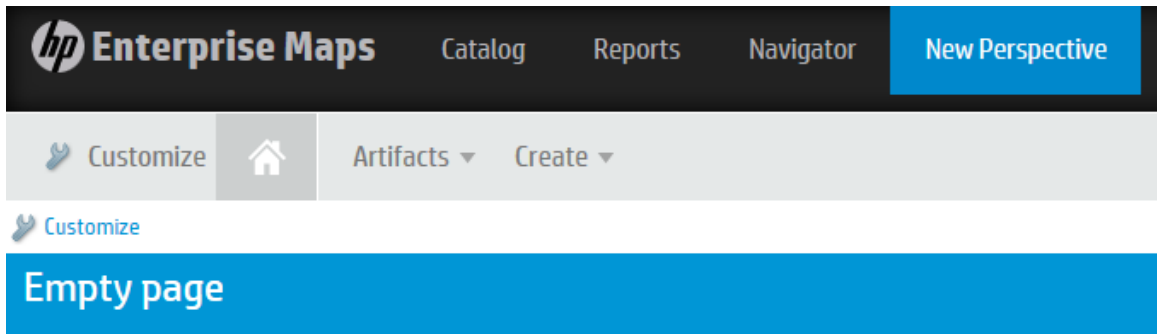 hp Enterprise Maps Catalog Reports Navigator New Perspective
Customize Artifacts Create
Customize
Empty page